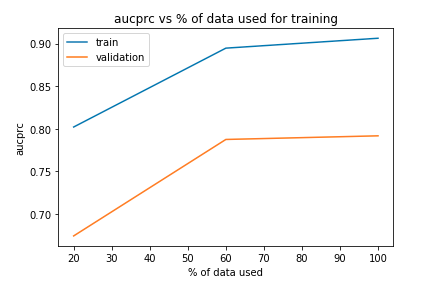 aucprc vs % of data used for training
train
validation
0.90
0.85
0.80
0.75
0.70
aucprc
20 30 40 50 60 70 80 90 100
% of data used